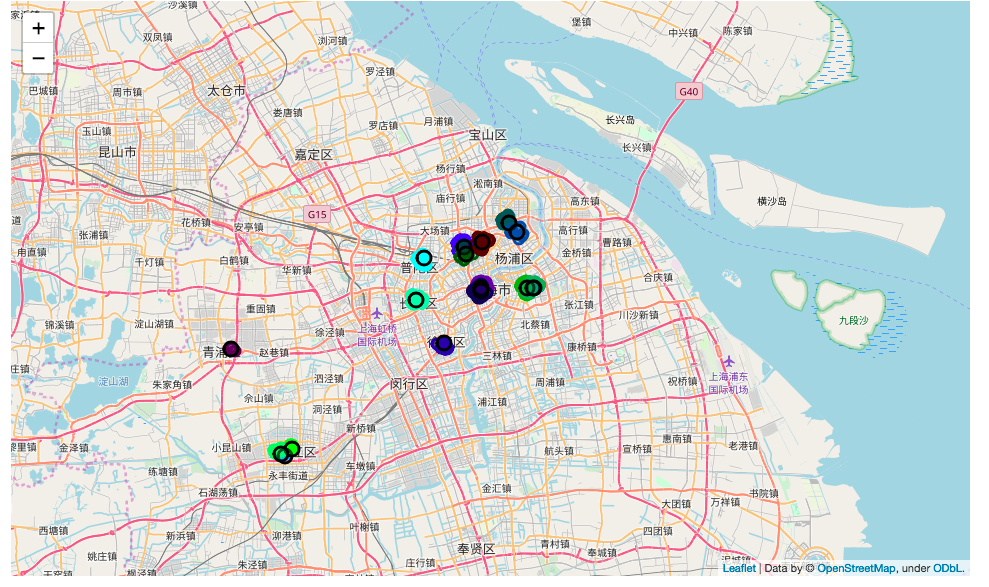 沙溪镇
+
−
双凤镇
浏河镇
堡镇
中兴镇
陈家镇
罗泾镇
巴城镇
周市镇
太仓市
G40
娄唐镇
罗店镇
月浦镇
宝山区
长兴岛
玉山镇
昆山市
嘉定区
长兴镇
杨行镇
淞南镇
庙行镇
高东镇
横沙岛
道
花桥镇
安亭镇
G15
大场镇
高行镇
张浦镇
曹路镇
甪直镇
千灯镇
白鹤镇
华新镇
杨浦区
金桥镇
合庆镇
重固镇
海市
张江镇
川沙新镇
九段沙
锦溪镇
淀山湖镇
徐泾镇
上海虹桥
国际机场
北蔡镇
青浦
赵巷镇
三林镇
康桥镇
上海浦东
国际机场
淀山湖
朱家角镇
泗泾镇
闵行区
周浦镇
祝桥镇
佘山镇
洞泾镇
浦江镇
新桥镇
金泽镇
小昆山镇
区
航头镇
宣桥镇
惠南镇
老港镇
练塘镇
永丰街道
车墩镇
石湖荡镇
金汇镇
书院镇
大团镇
万祥镇
西塘镇
新浜镇
泖港镇
叶榭镇
四团镇
姚庄镇
奉贤区
青村镇
奉城镇
朱泾镇
庄行镇
Leaflet | Data by © OpenStreetMap, under ODbL.